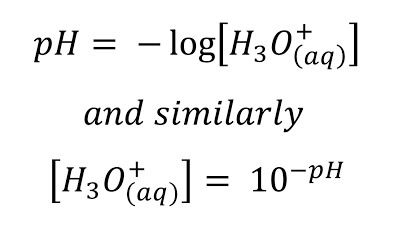 pH = − log[H₃O⁺₍aq₎]
and similarly
[H₃O⁺₍aq₎] = 10⁻ᵖᴴ